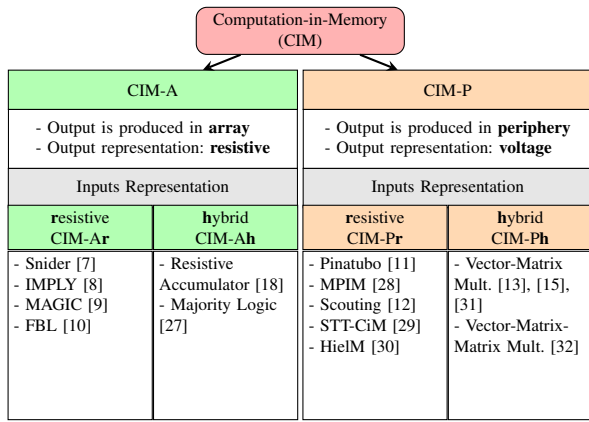 Computation-in-Memory
(CIM)
CIM-A
- Output is produced in array
- Output representation: resistive
Inputs Representation
resistive
CIM-Ar
hybrid
CIM-Ah
- Snider [7]
- IMPLY [8]
- MAGIC [9]
- FBL [10]
- Resistive
Accumulator [18]
- Majority Logic
[27]
CIM-P
- Output is produced in periphery
- Output representation: voltage
Inputs Representation
resistive
CIM-Pr
hybrid
CIM-Ph
- Pinatubo [11]
- MPIM [28]
- Scouting [12]
- STT-CiM [29]
- HielM [30]
- Vector-Matrix
Mult. [13], [15],
[31]
- Vector-Matrix-
Matrix Mult. [32]